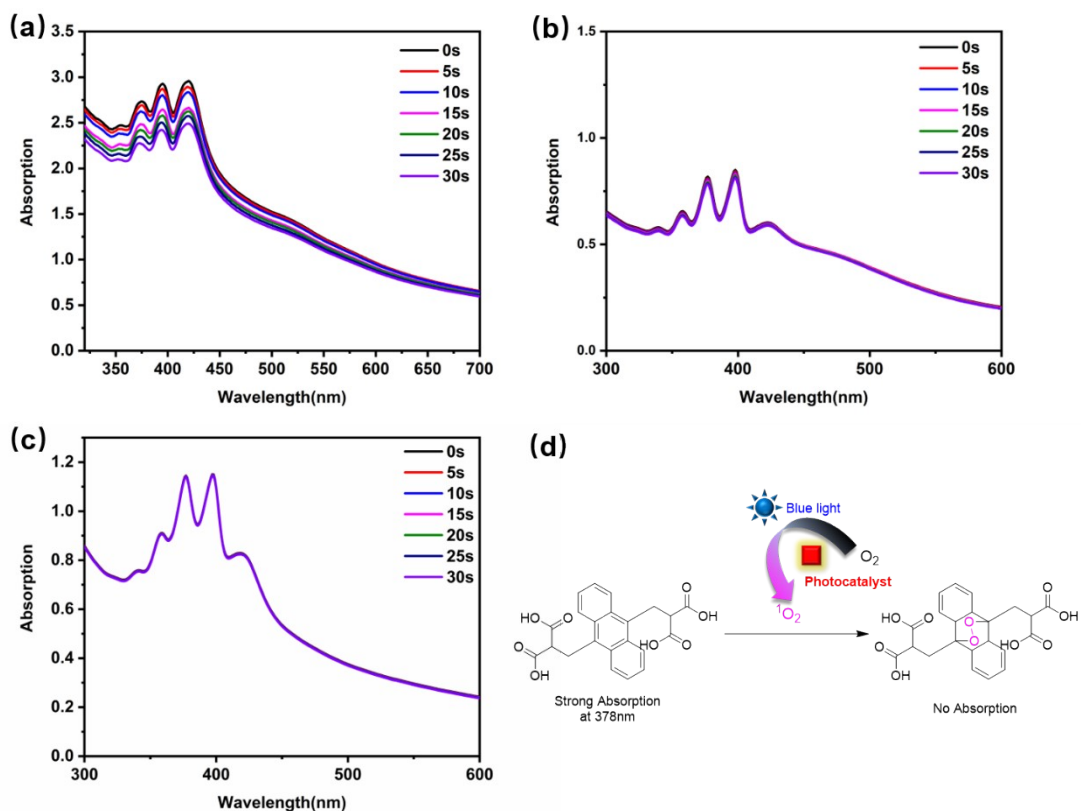 (a)
3.5
3.0
2.5
2.0
1.5
1.0
0.5
0.0
Absorption
0s
5s
10s
15s
20s
25s
30s
350 400 450 500 550 600 650 700
Wavelength(nm)
(b)
1.5
1.0
0.5
0.0
Absorption
0s
5s
10s
15s
20s
25s
30s
300 400 500 600
Wavelength(nm)
(c)
1.2
1.0
0.8
0.6
0.4
0.2
0.0
Absorption
0s
5s
10s
15s
20s
25s
30s
300 400 500 600
Wavelength(nm)
(d)
Blue light
O2
Photocatalyst
1O2
O
OH
O
OH
HO
O
O
OH
Strong Absorption
at 378nm
O
OH
O
OH
O
O
O
OH
HO
O
No Absorption